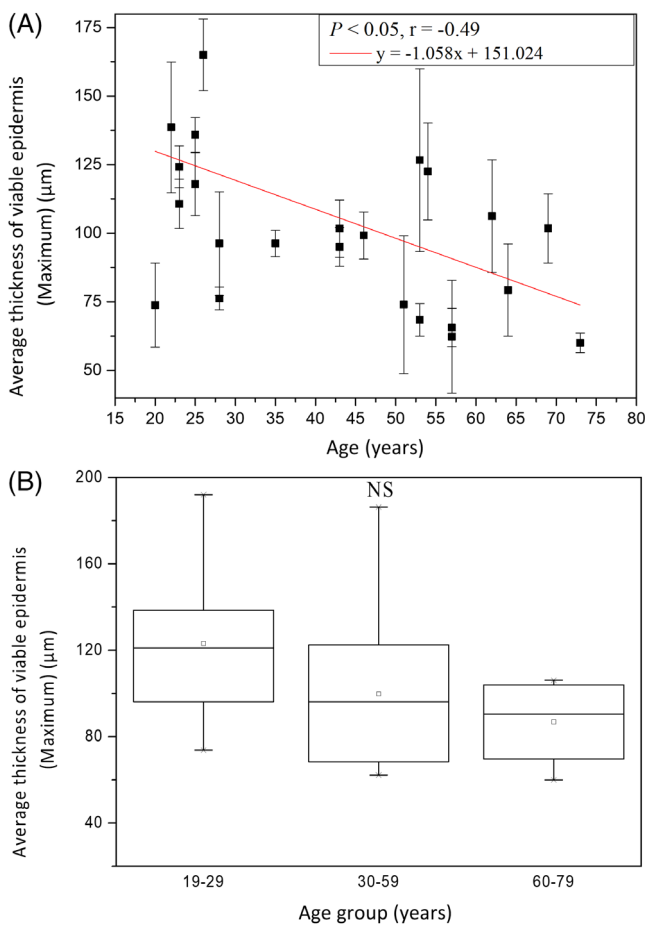 (A)
P < 0.05, r = -0.49
y = -1.058x + 151.024
175
150
125
100
75
50
Average thickness of viable epidermis
(Maximum) (μm)
15 20 25 30 35 40 45 50 55 60 65 70 75 80
Age (years)
(B)
NS
200
160
120
80
40
Average thickness of viable epidermis
(Maximum) (μm)
19-29 30-59 60-79
Age group (years)